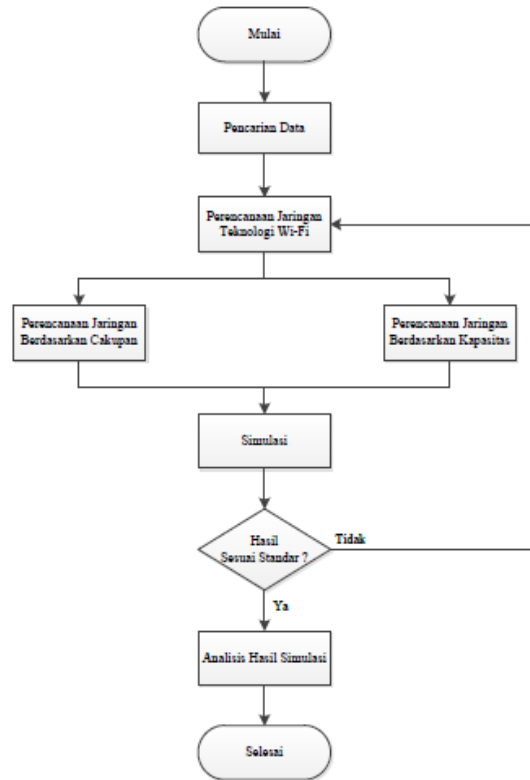 Mulai
Pencarian Data
Perencanaan Jaringan
Teknologi Wi-Fi
Perencanaan Jaringan
Berdasarkan Cakupan
Perencanaan Jaringan
Berdasarkan Kapasitas
Simulasi
Hasil
Sesuai Standar ?
Tidak
Ya
Analisis Hasil Simulasi
Selesai